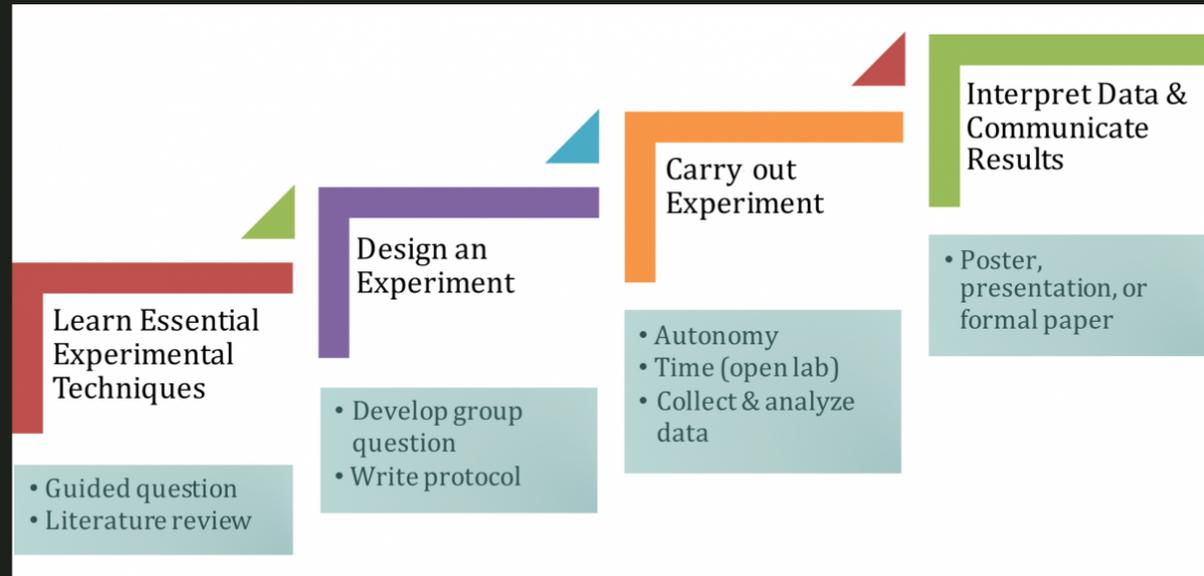 Learn Essential
Experimental
Techniques
• Guided question
• Literature review
Design an
Experiment
• Develop group
question
• Write protocol
Carry out
Experiment
• Autonomy
• Time (open lab)
• Collect & analyze
data
Interpret Data &
Communicate
Results
• Poster,
presentation, or
formal paper